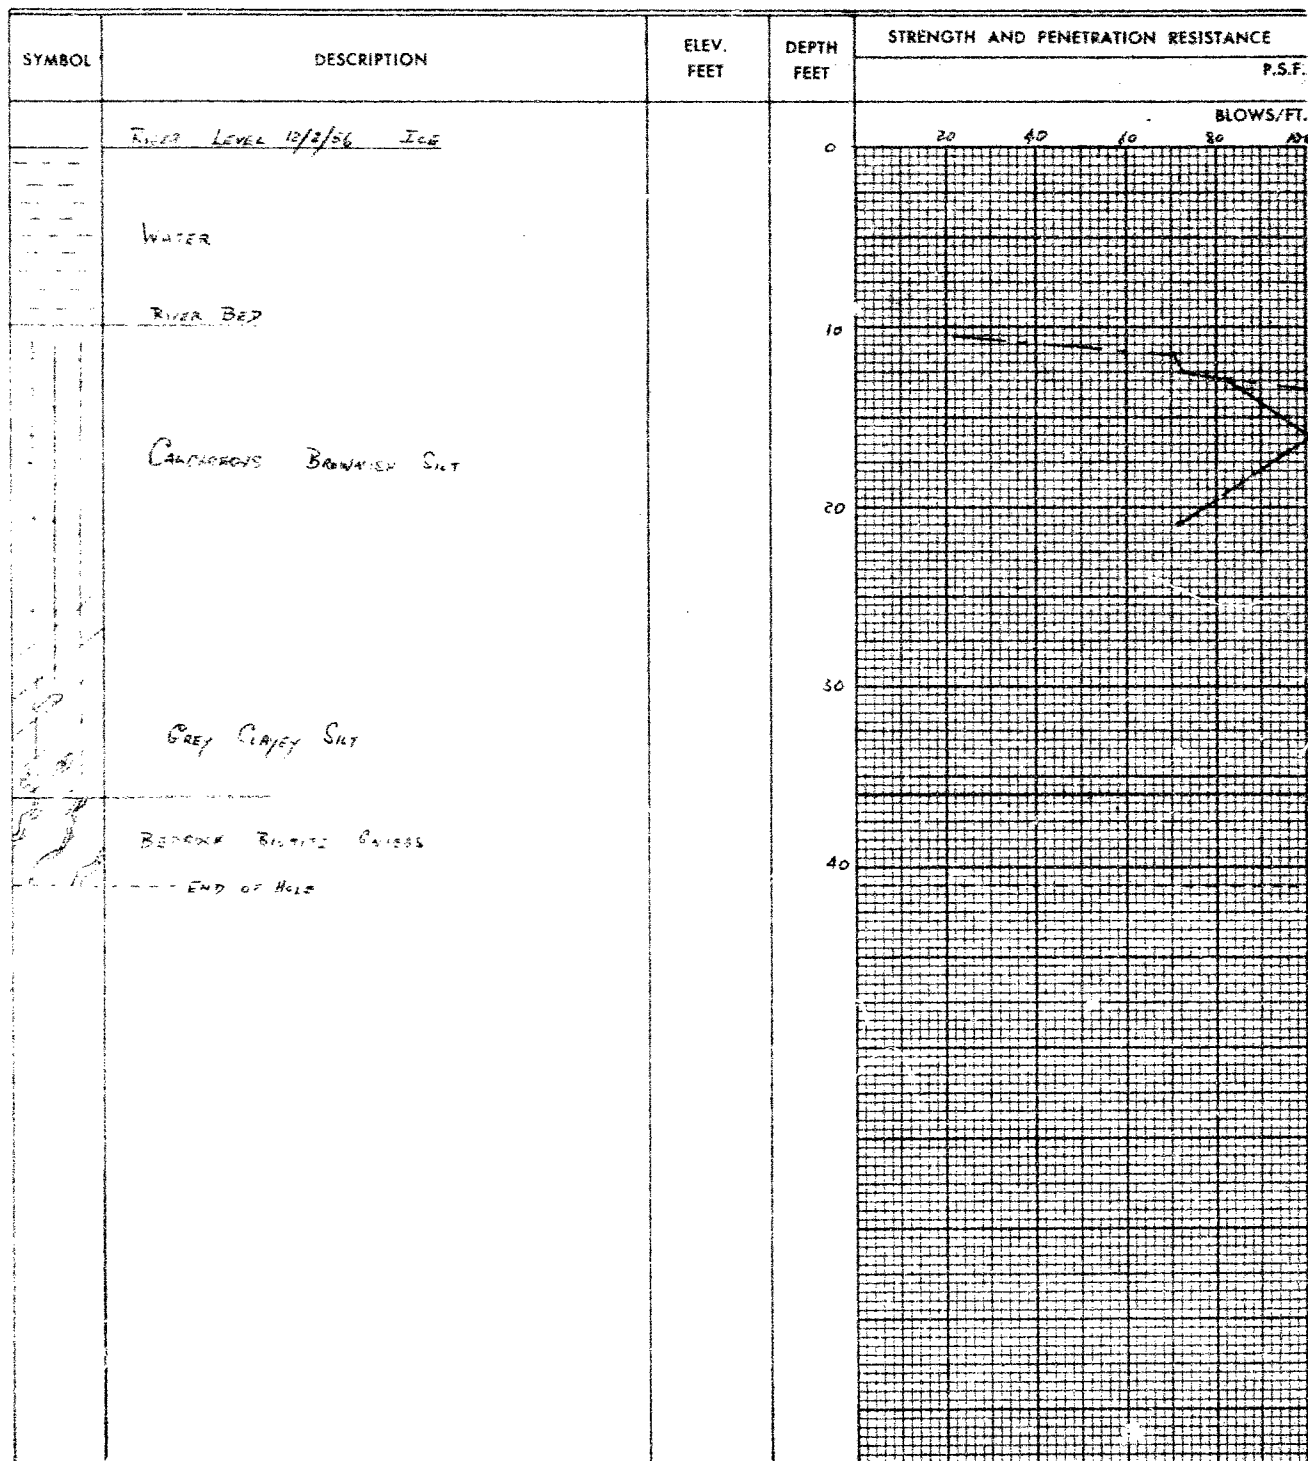 SYMBOL
DESCRIPTION
ELEV.
FEET
DEPTH
FEET
STRENGTH AND PENETRATION RESISTANCE
P.S.F.
BLOWS/FT.
20 40 60 80 100
River Level 12/2/56 Ice
0
Water
River Bed
10
Brownish Silt
20
30
Grey Clayey Silt
Bedrock Biotite Gneiss
40
End of Hole